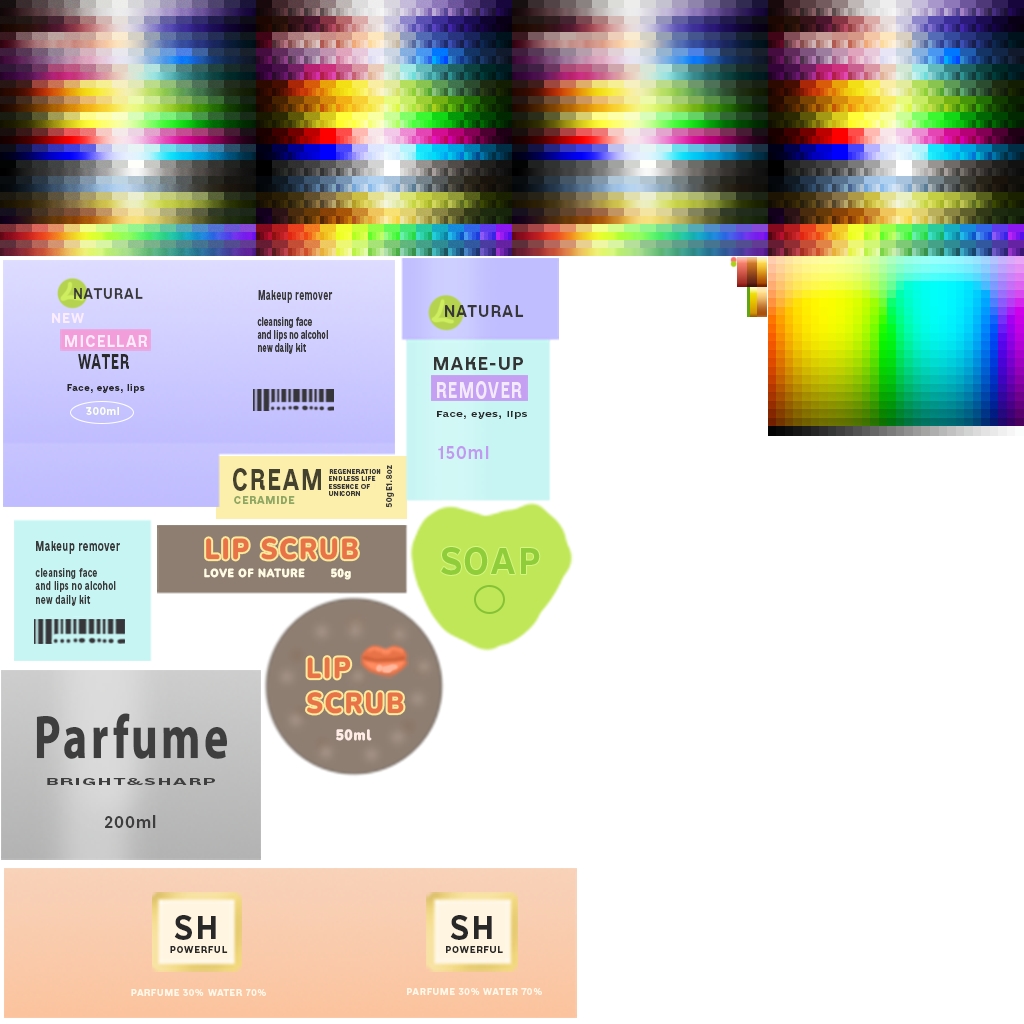 NATURAL
NEW
MICELLAR
WATER
Face, eyes, lips
300ml
Makeup remover
cleansing face
and lips no alcohol
new daily kit
NATURAL
MAKE-UP
REMOVER
Face, eyes, lips
150ml
CREAM
CERAMIDE
REGENERATION
ENDLESS LIFE
ESSENCE OF
UNICORN
50gE1.8oz
Makeup remover
cleansing face
and lips no alcohol
new daily kit
LIP SCRUB
LOVE OF NATURE 50g
SOAP
LIP
SCRUB
50ml
Parfume
BRIGHT&SHARP
200ml
SH
POWERFUL
PARFUME 30% WATER 70%
SH
POWERFUL
PARFUME 30% WATER 70%